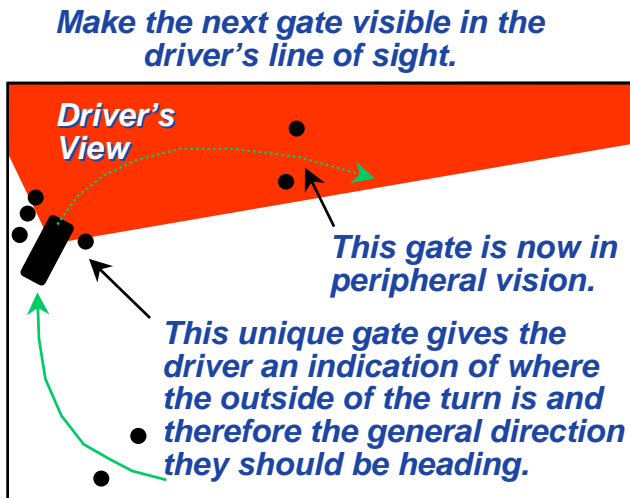 Make the next gate visible in the
driver's line of sight.
Driver's
View
This gate is now in
peripheral vision.
This unique gate gives the
driver an indication of where
the outside of the turn is and
therefore the general direction
they should be heading.